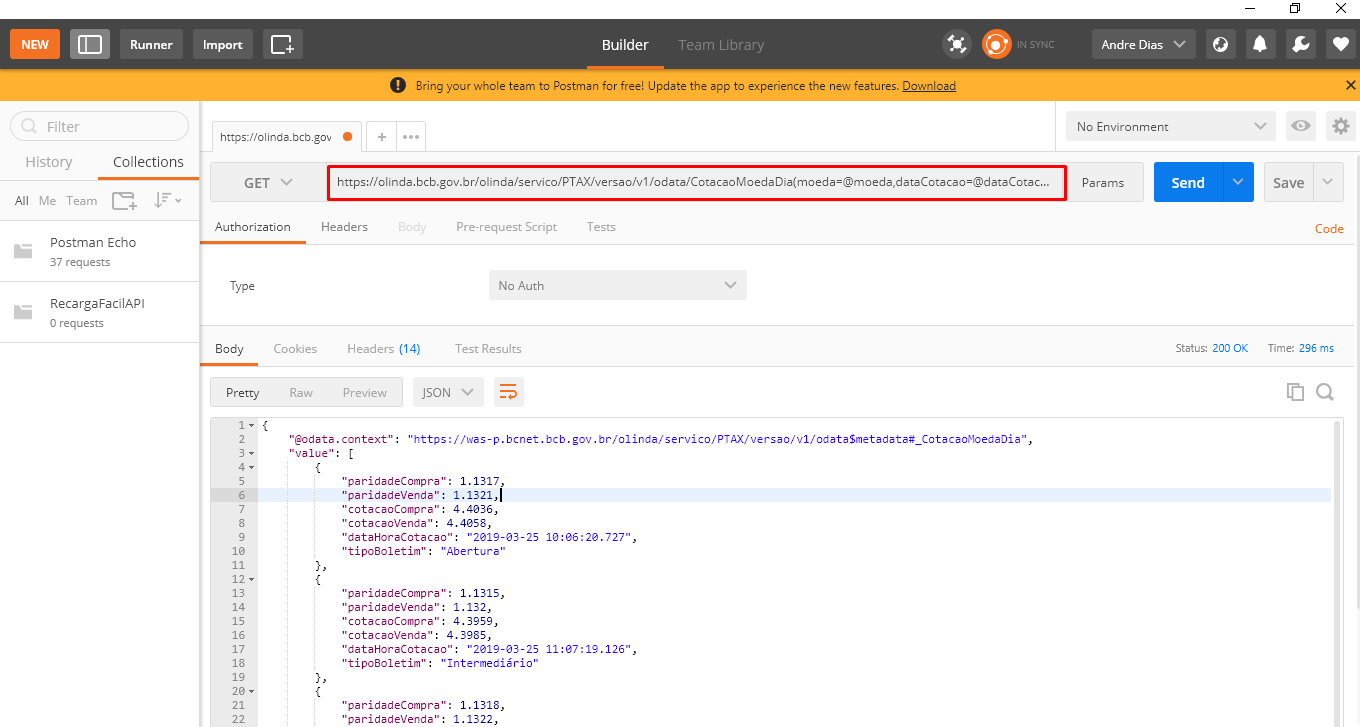 NEW Runner Import Builder Team Library IN SYNC Andre Dias
Bring your whole team to Postman for free! Update the app to experience the new features. Download
Filter
History Collections
All Me Team
Postman Echo
37 requests
RecargaFacilAPI
0 requests
https://olinda.bcb.gov + ••• No Environment
GET https://olinda.bcb.gov.br/olinda/servico/PTAX/versao/v1/odata/CotacaoMoedaDia(moeda=@moeda,dataCotacao=@dataCotac... Params Send Save
Authorization Headers Body Pre-request Script Tests Code
Type No Auth
Body Cookies Headers (14) Test Results Status: 200 OK Time: 296 ms
Pretty Raw Preview JSON
1 {
2 "@odata.context": "https://was-p.bcnet.bcb.gov.br/olinda/servico/PTAX/versao/v1/odata$metadata#_CotacaoMoedaDia",
3 "value": [
4 {
5 "paridadeCompra": 1.1317,
6 "paridadeVenda": 1.1321,
7 "cotacaoCompra": 4.4036,
8 "cotacaoVenda": 4.4058,
9 "dataHoraCotacao": "2019-03-25 10:06:20.727",
10 "tipoBoletim": "Abertura"
11 },
12 {
13 "paridadeCompra": 1.1315,
14 "paridadeVenda": 1.132,
15 "cotacaoCompra": 4.3959,
16 "cotacaoVenda": 4.3985,
17 "dataHoraCotacao": "2019-03-25 11:07:19.126",
18 "tipoBoletim": "Intermediário"
19 },
20 {
21 "paridadeCompra": 1.1318,
22 "paridadeVenda": 1.1322,